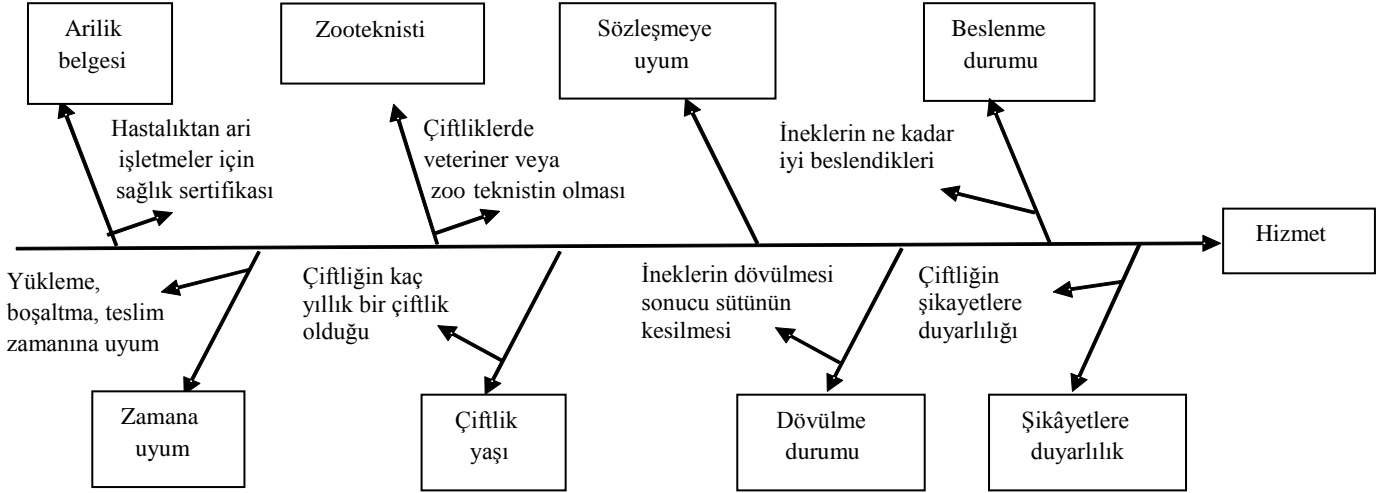 Arilik
belgesi
Zooteknisti
Sözleşmeye
uyum
Beslenme
durumu
Hastalıktan ari
işletmeler için
sağlık sertifikası
Çiftliklerde
veteriner veya
zoo teknistin olması
İneklerin ne kadar
iyi beslendikleri
Hizmet
Yükleme,
boşaltma, teslim
zamanına uyum
Çiftliğin kaç
yıllık bir çiftlik
olduğu
İneklerin dövülmesi
sonucu sütünün
kesilmesi
Çiftliğin
şikayetlere
duyarlılığı
Zamana
uyum
Çiftlik
yaşı
Dövülme
durumu
Şikâyetlere
duyarlılık